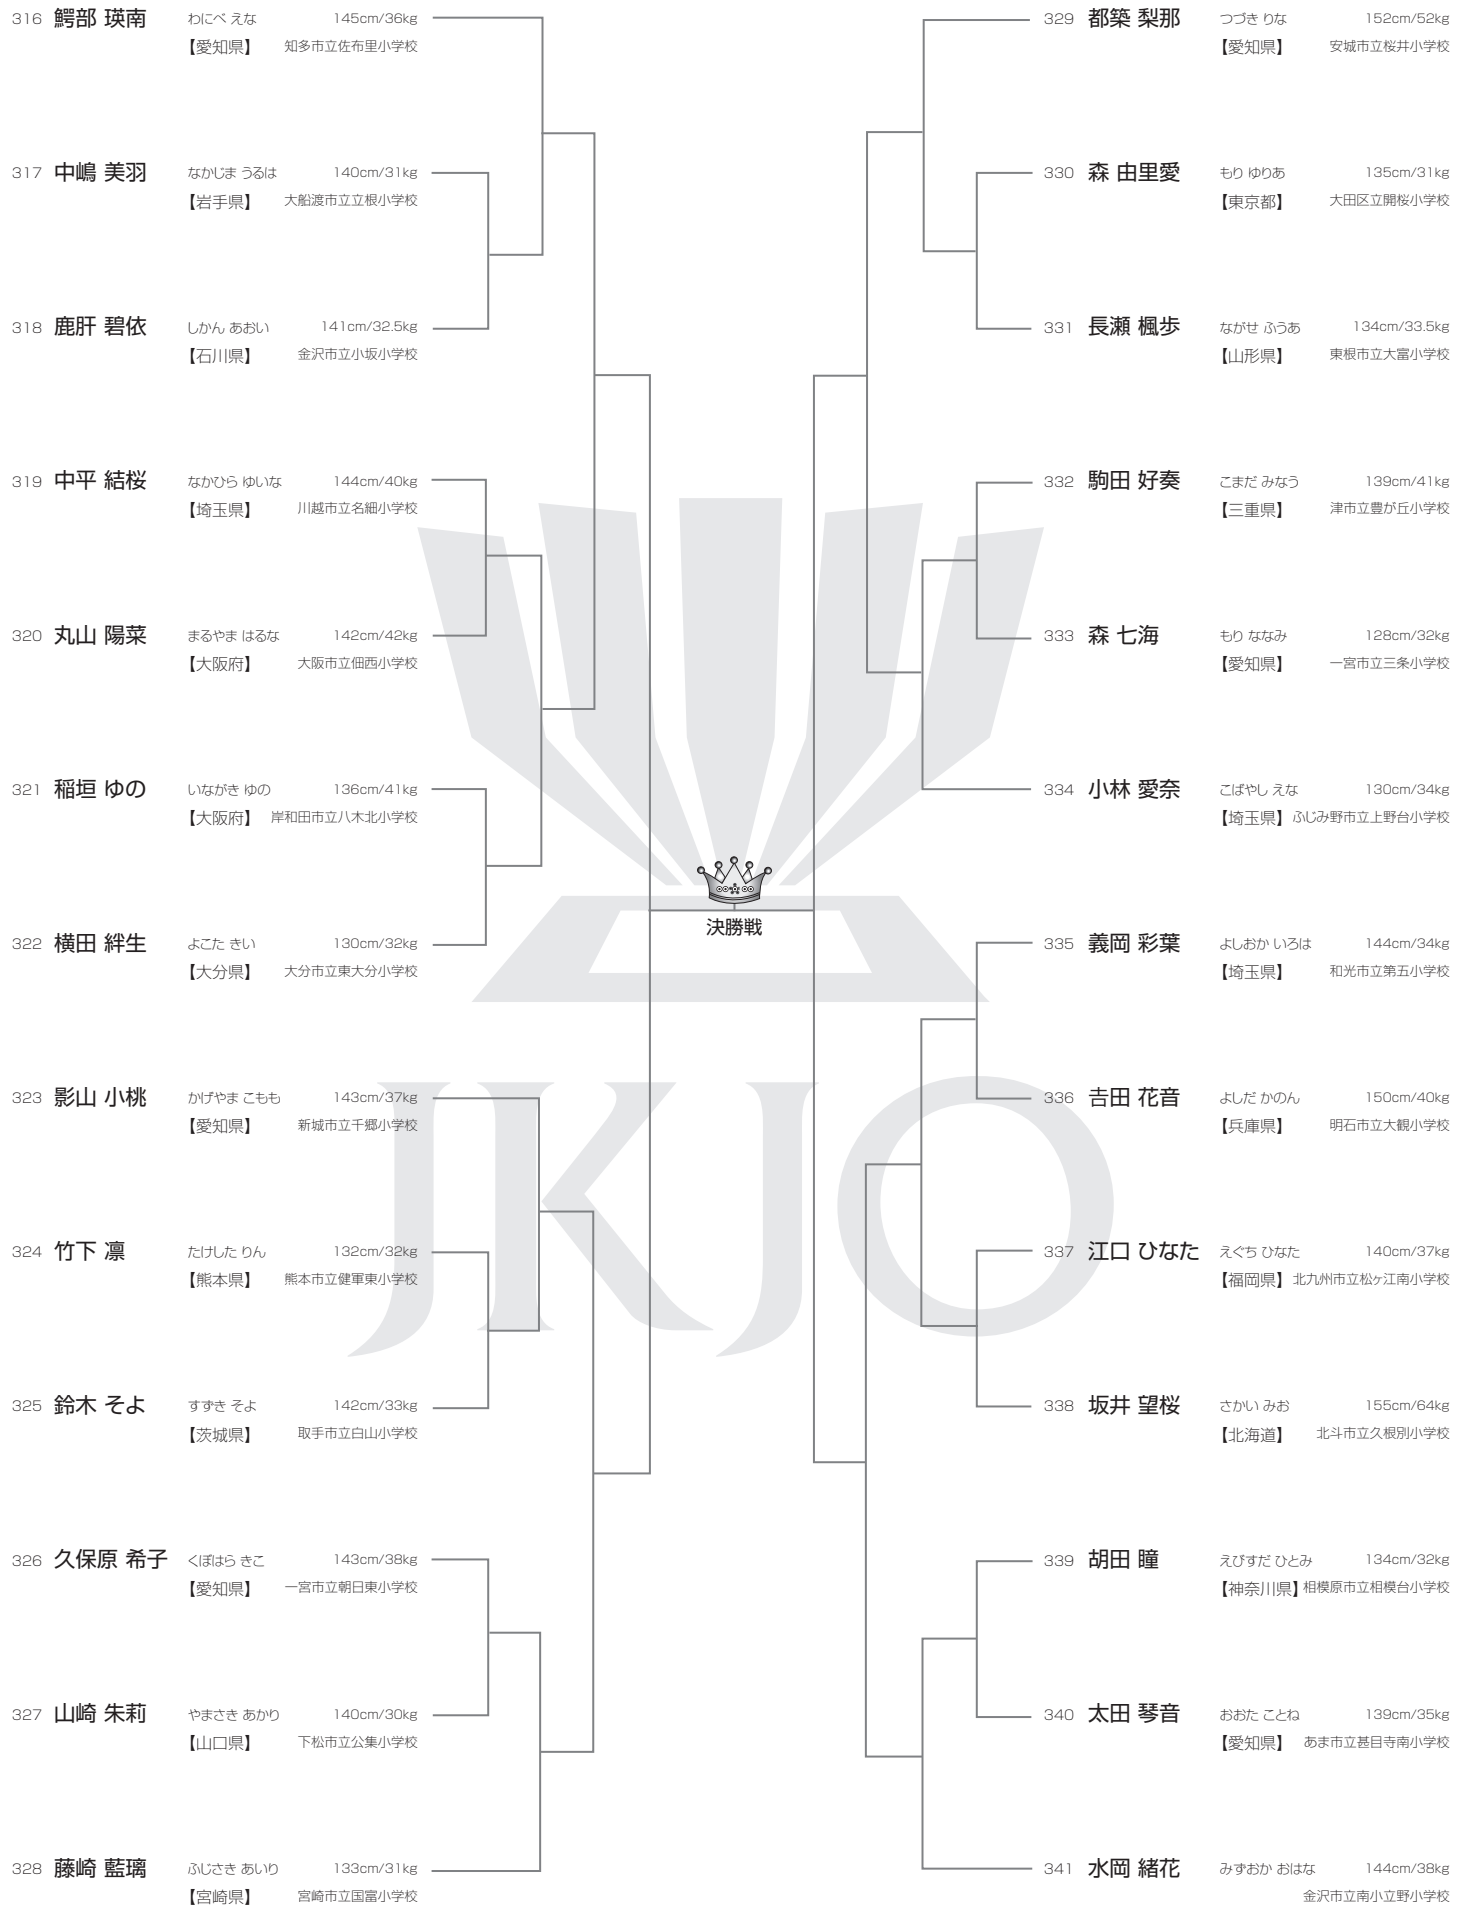 316 鰐部 瑛南 わにべ えな 145cm/36kg
【愛知県】 知多市立佐布里小学校
317 中嶋 美羽 なかじま うるは 140cm/31kg
【岩手県】 大船渡市立立根小学校
318 鹿肝 碧依 しかん あおい 141cm/32.5kg
【石川県】 金沢市立小坂小学校
319 中平 結桜 なかひら ゆいな 144cm/40kg
【埼玉県】 川越市立名細小学校
320 丸山 陽菜 まるやま はるな 142cm/42kg
【大阪府】 大阪市立佃西小学校
321 稲垣 ゆの いながき ゆの 136cm/41kg
【大阪府】 岸和田市立八木北小学校
322 横田 絆生 よこた きい 130cm/32kg
【大分県】 大分市立東大分小学校
323 影山 小桃 かげやま こもも 143cm/37kg
【愛知県】 新城市立千郷小学校
324 竹下 凛 たけした りん 132cm/32kg
【熊本県】 熊本市立健軍東小学校
325 鈴木 そよ すずき そよ 142cm/33kg
【茨城県】 取手市立白山小学校
326 久保原 希子 くぼはら きこ 143cm/38kg
【愛知県】 一宮市立朝日東小学校
327 山崎 朱莉 やまさき あかり 140cm/30kg
【山口県】 下松市立公集小学校
328 藤崎 藍璃 ふじさき あいり 133cm/31kg
【宮崎県】 宮崎市立国富小学校
決勝戦
JKJO
329 都築 梨那 つづき りな 152cm/52kg
【愛知県】 安城市立桜井小学校
330 森 由里愛 もり ゆりあ 135cm/31kg
【東京都】 大田区立開桜小学校
331 長瀬 楓歩 ながせ ふうあ 134cm/33.5kg
【山形県】 東根市立大富小学校
332 駒田 好奏 こまだ みなう 139cm/41kg
【三重県】 津市立豊が丘小学校
333 森 七海 もり ななみ 128cm/32kg
【愛知県】 一宮市立三条小学校
334 小林 愛奈 こばやし えな 130cm/34kg
【埼玉県】 ふじみ野市立上野台小学校
335 義岡 彩葉 よしおか いろは 144cm/34kg
【埼玉県】 和光市立第五小学校
336 𠮷田 花音 よしだ かのん 150cm/40kg
【兵庫県】 明石市立大観小学校
337 江口 ひなた えぐち ひなた 140cm/37kg
【福岡県】 北九州市立松ヶ江南小学校
338 坂井 望桜 さかい みお 155cm/64kg
【北海道】 北斗市立久根別小学校
339 胡田 瞳 えびすだ ひとみ 134cm/32kg
【神奈川県】 相模原市立相模台小学校
340 太田 琴音 おおた ことね 139cm/35kg
【愛知県】 あま市立甚目寺南小学校
341 水岡 緒花 みずおか おはな 144cm/38kg
金沢市立南小立野小学校